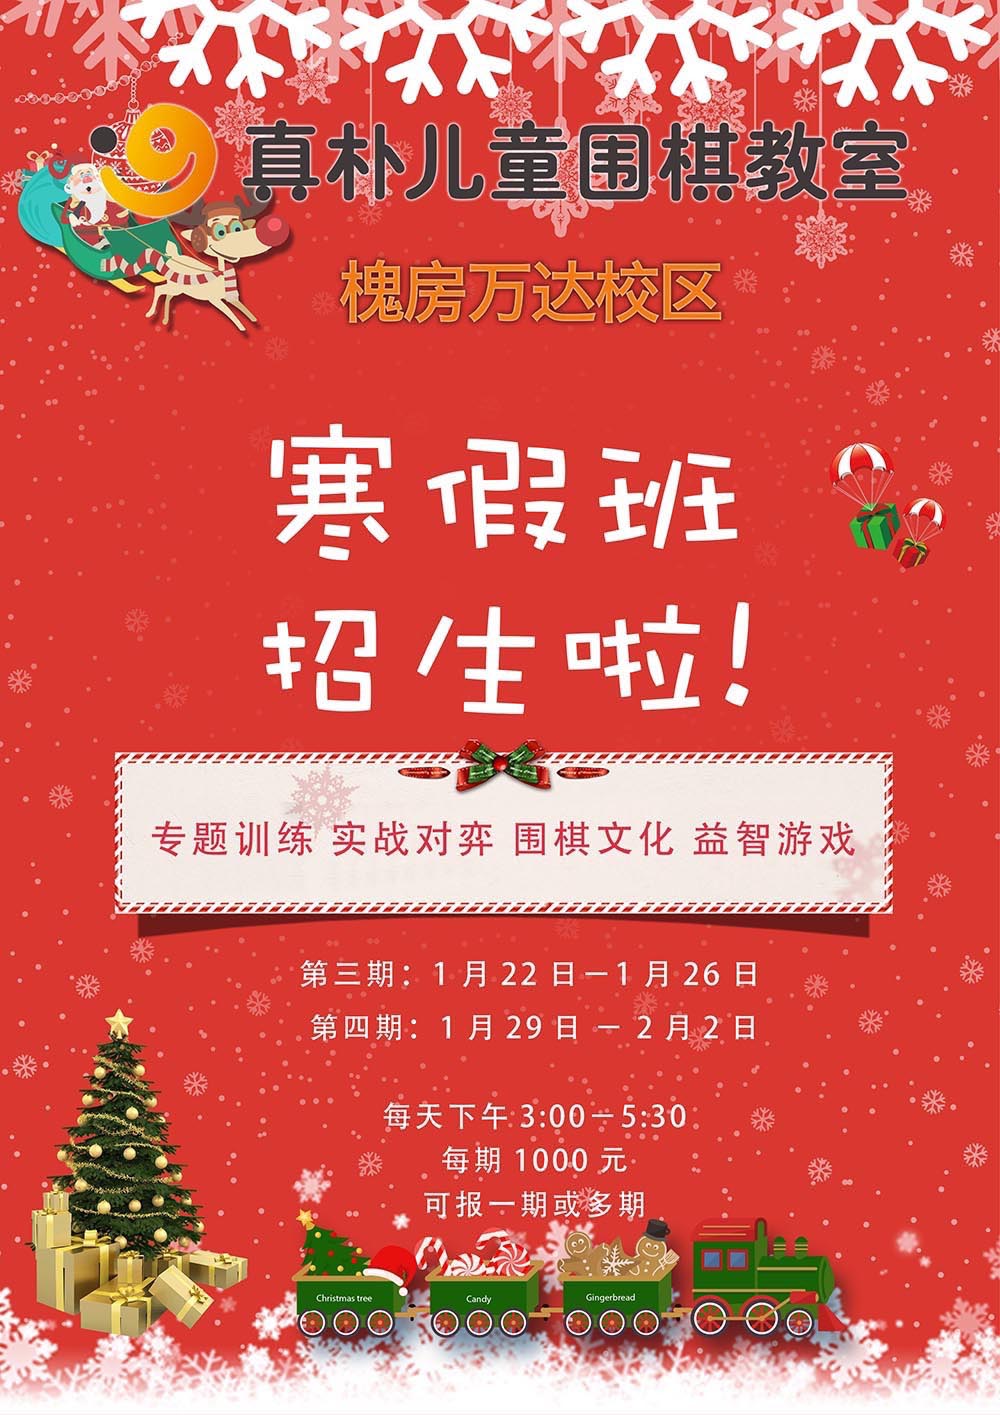 真朴儿童围棋教室
槐房万达校区
寒假班
招生啦!
专题训练 实战对弈 围棋文化 益智游戏
第三期：1月22日－1月26日
第四期：1月29日－2月2日
每天下午3:00－5:30
每期1000元
可报一期或多期
Christmas tree
Candy
Gingerbread